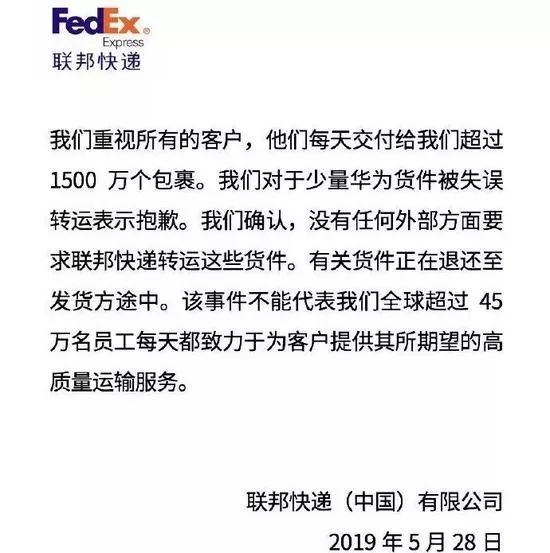 FedEx®
Express
联邦快递
我们重视所有的客户，他们每天交付给我们超过
1500 万个包裹。我们对于少量华为货件被失误
转运表示抱歉。我们确认，没有任何外部方面要
求联邦快递转运这些货件。有关货件正在退还至
发货方途中。该事件不能代表我们全球超过 45
万名员工每天都致力于为客户提供其所期望的高
质量运输服务。
联邦快递（中国）有限公司
2019 年 5 月 28 日